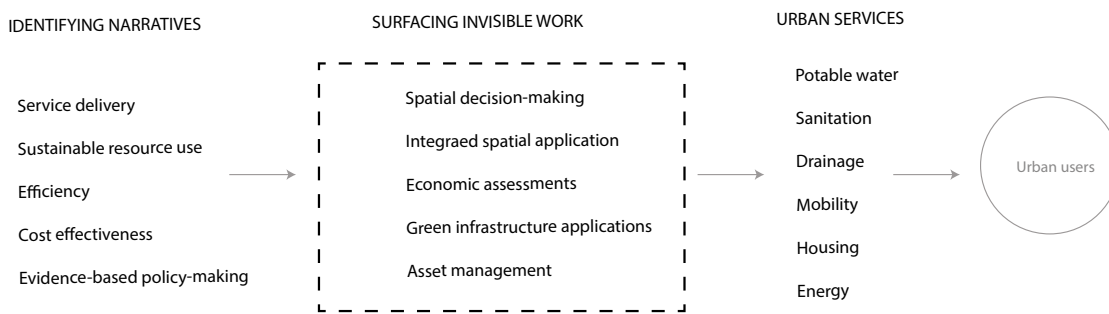 IDENTIFYING NARRATIVES
Service delivery
Sustainable resource use
Efficiency
Cost effectiveness
Evidence-based policy-making
SURFACING INVISIBLE WORK
Spatial decision-making
Integraed spatial application
Economic assessments
Green infrastructure applications
Asset management
URBAN SERVICES
Potable water
Sanitation
Drainage
Mobility
Housing
Energy
Urban users